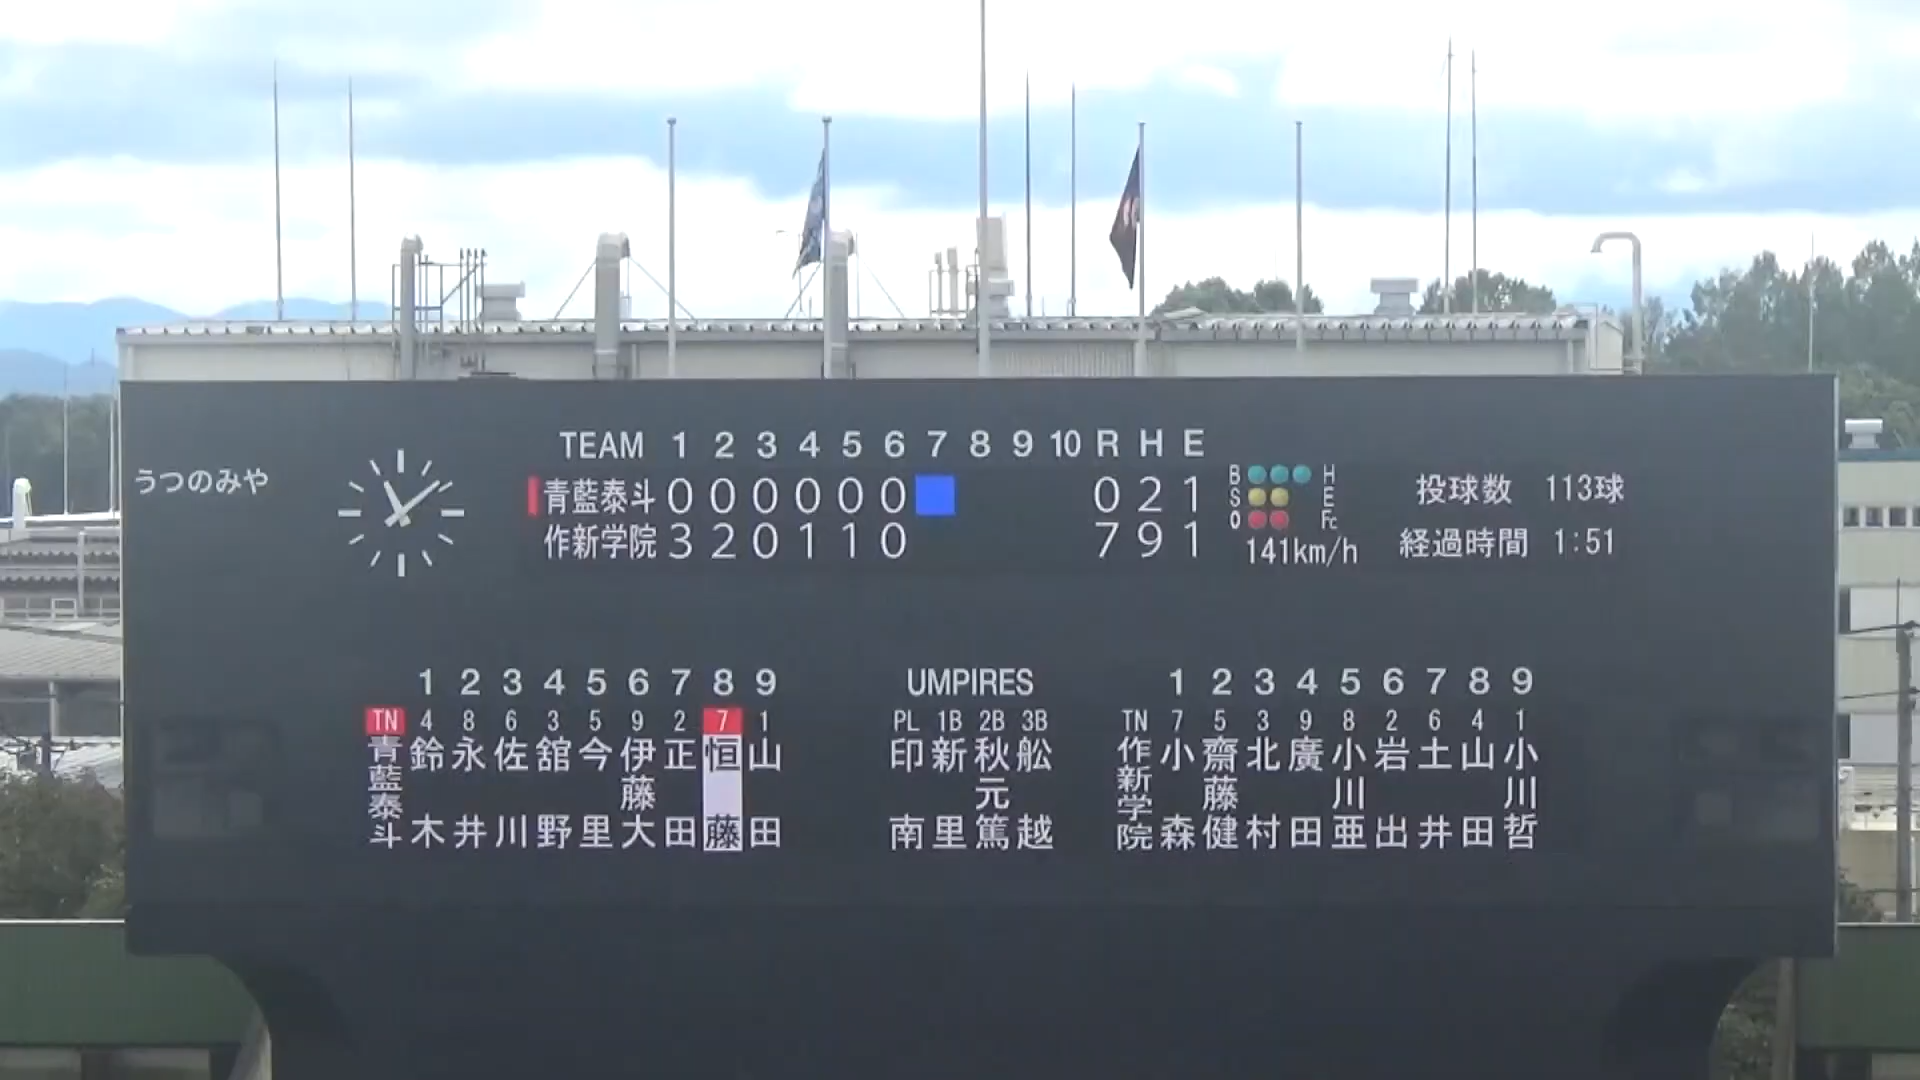 うつのみや
TEAM 1 2 3 4 5 6 7 8 9 10 R H E
青藍泰斗 0 0 0 0 0 0 0 2 1
作新学院 3 2 0 1 1 0 7 9 1
B H
S E
O Fc
141km/h
投球数 113球
経過時間 1:51
1 2 3 4 5 6 7 8 9
TN 4 8 6 3 5 9 2 7 1
青藍泰斗
鈴木
永井
佐川
舘野
今里
伊藤大
正田
恒藤
山田
UMPIRES
PL 1B 2B 3B
印南
新里
秋元篤
舩越
1 2 3 4 5 6 7 8 9
TN 7 5 3 9 8 2 6 4 1
作新学院
小森
齋藤健
北村
廣田
小川亜
岩出
土井
山田
小川哲